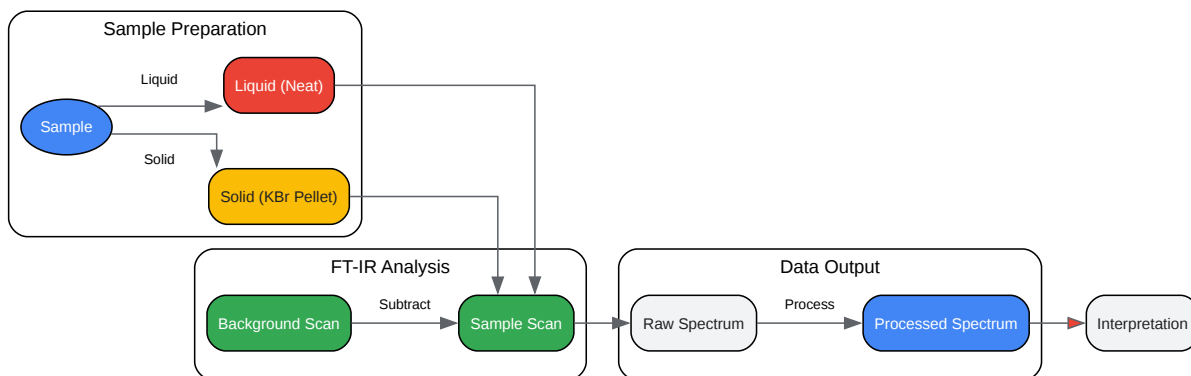 Sample Preparation
Liquid
Liquid (Neat)
Sample
Solid
Solid (KBr Pellet)
FT-IR Analysis
Background Scan
Subtract
Sample Scan
Data Output
Raw Spectrum
Process
Processed Spectrum
Interpretation